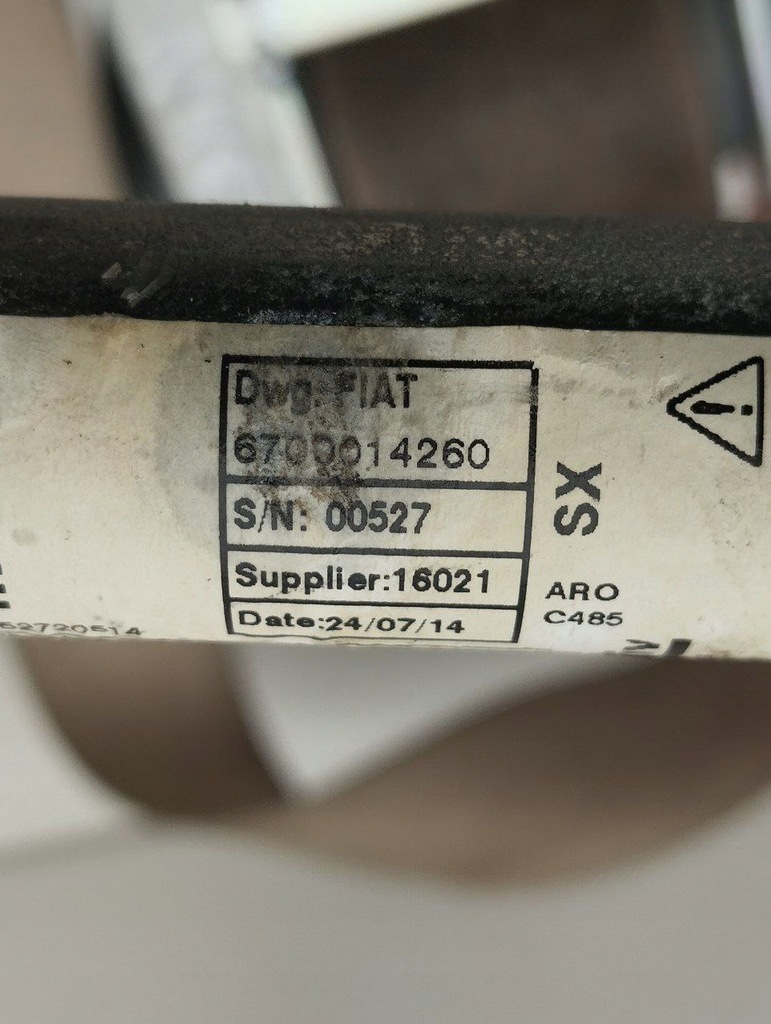 Dwg. FIAT
6700014260
S/N: 00527
Supplier:16021
Date:24/07/14
SX
ARO
C485